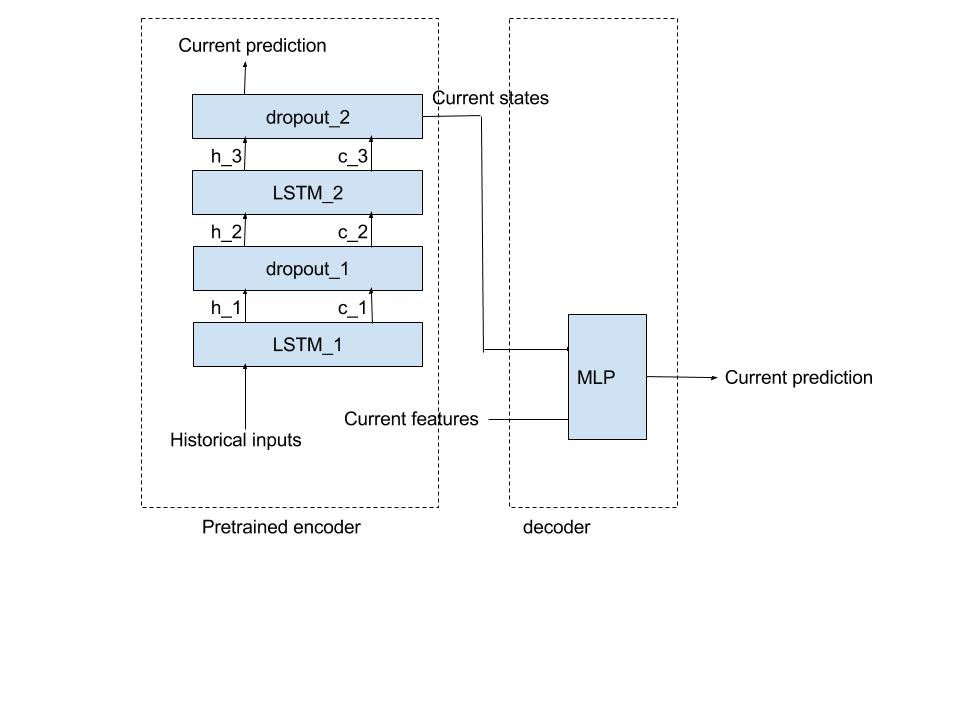 Current prediction
Current states
dropout_2
h_3
c_3
LSTM_2
h_2
c_2
dropout_1
h_1
c_1
LSTM_1
MLP
Current prediction
Current features
Historical inputs
Pretrained encoder
decoder